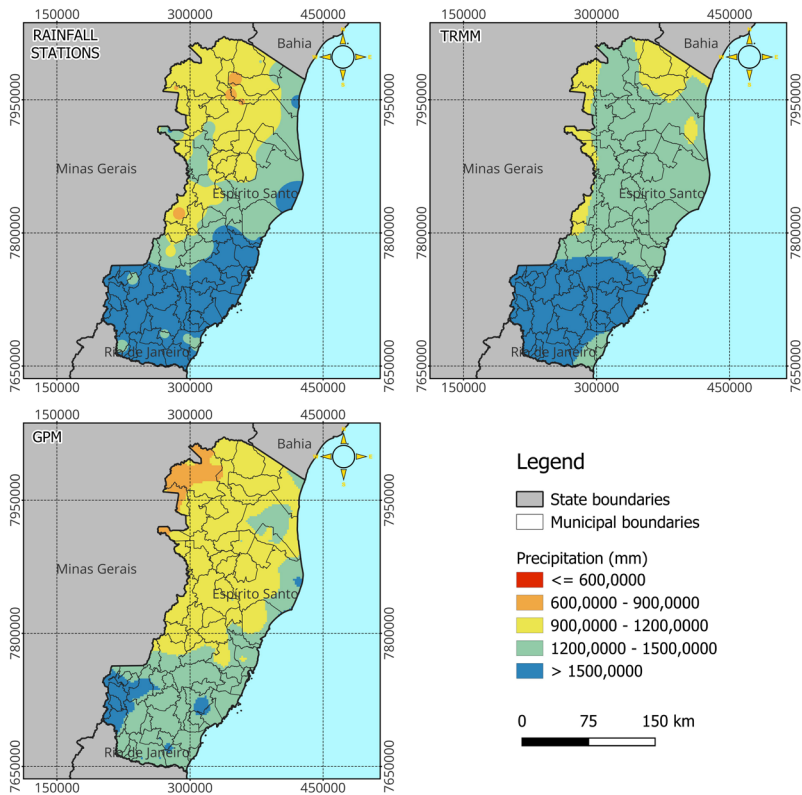 150000 300000 450000
RAINFALL
STATIONS
Bahia
Minas Gerais
Espírito Santo
Rio de Janeiro
7950000
7800000
7650000
7950000
7800000
7650000
150000 300000 450000
150000 300000 450000
TRMM
Bahia
Minas Gerais
Espírito Santo
Rio de Janeiro
7950000
7800000
7650000
7950000
7800000
7650000
150000 300000 450000
150000 300000 450000
GPM
Bahia
Minas Gerais
Espírito Santo
Rio de Janeiro
7950000
7800000
7650000
7950000
7800000
7650000
150000 300000 450000
Legend
State boundaries
Municipal boundaries
Precipitation (mm)
<= 600,0000
600,0000 - 900,0000
900,0000 - 1200,0000
1200,0000 - 1500,0000
> 1500,0000
0 75 150 km